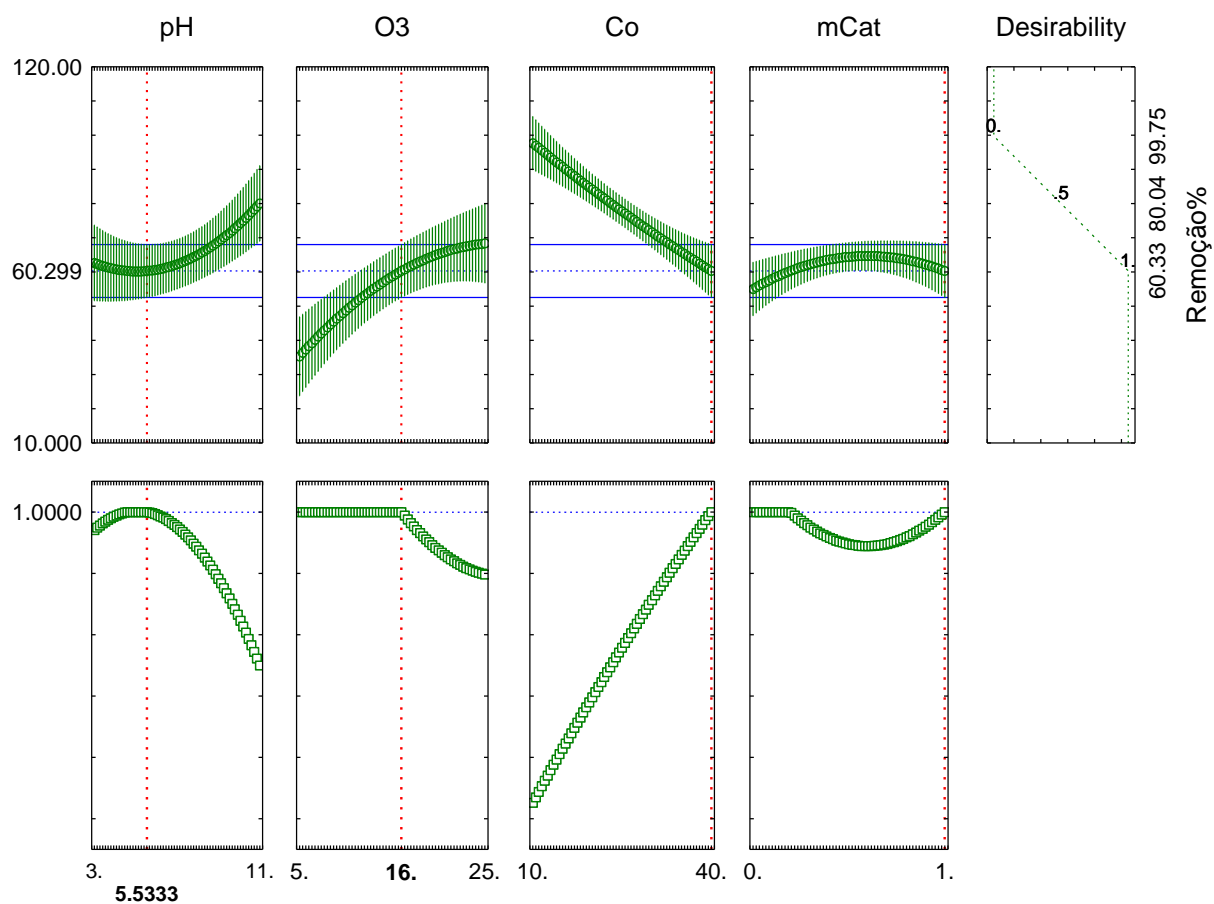 pH O3 Co mCat Desirability
120.00
60.299
10.000
0.
.5
1.
60.33 80.04 99.75
Remoção%
1.0000
3. 11. 5. 25. 10. 40. 0. 1.
5.5333 16.